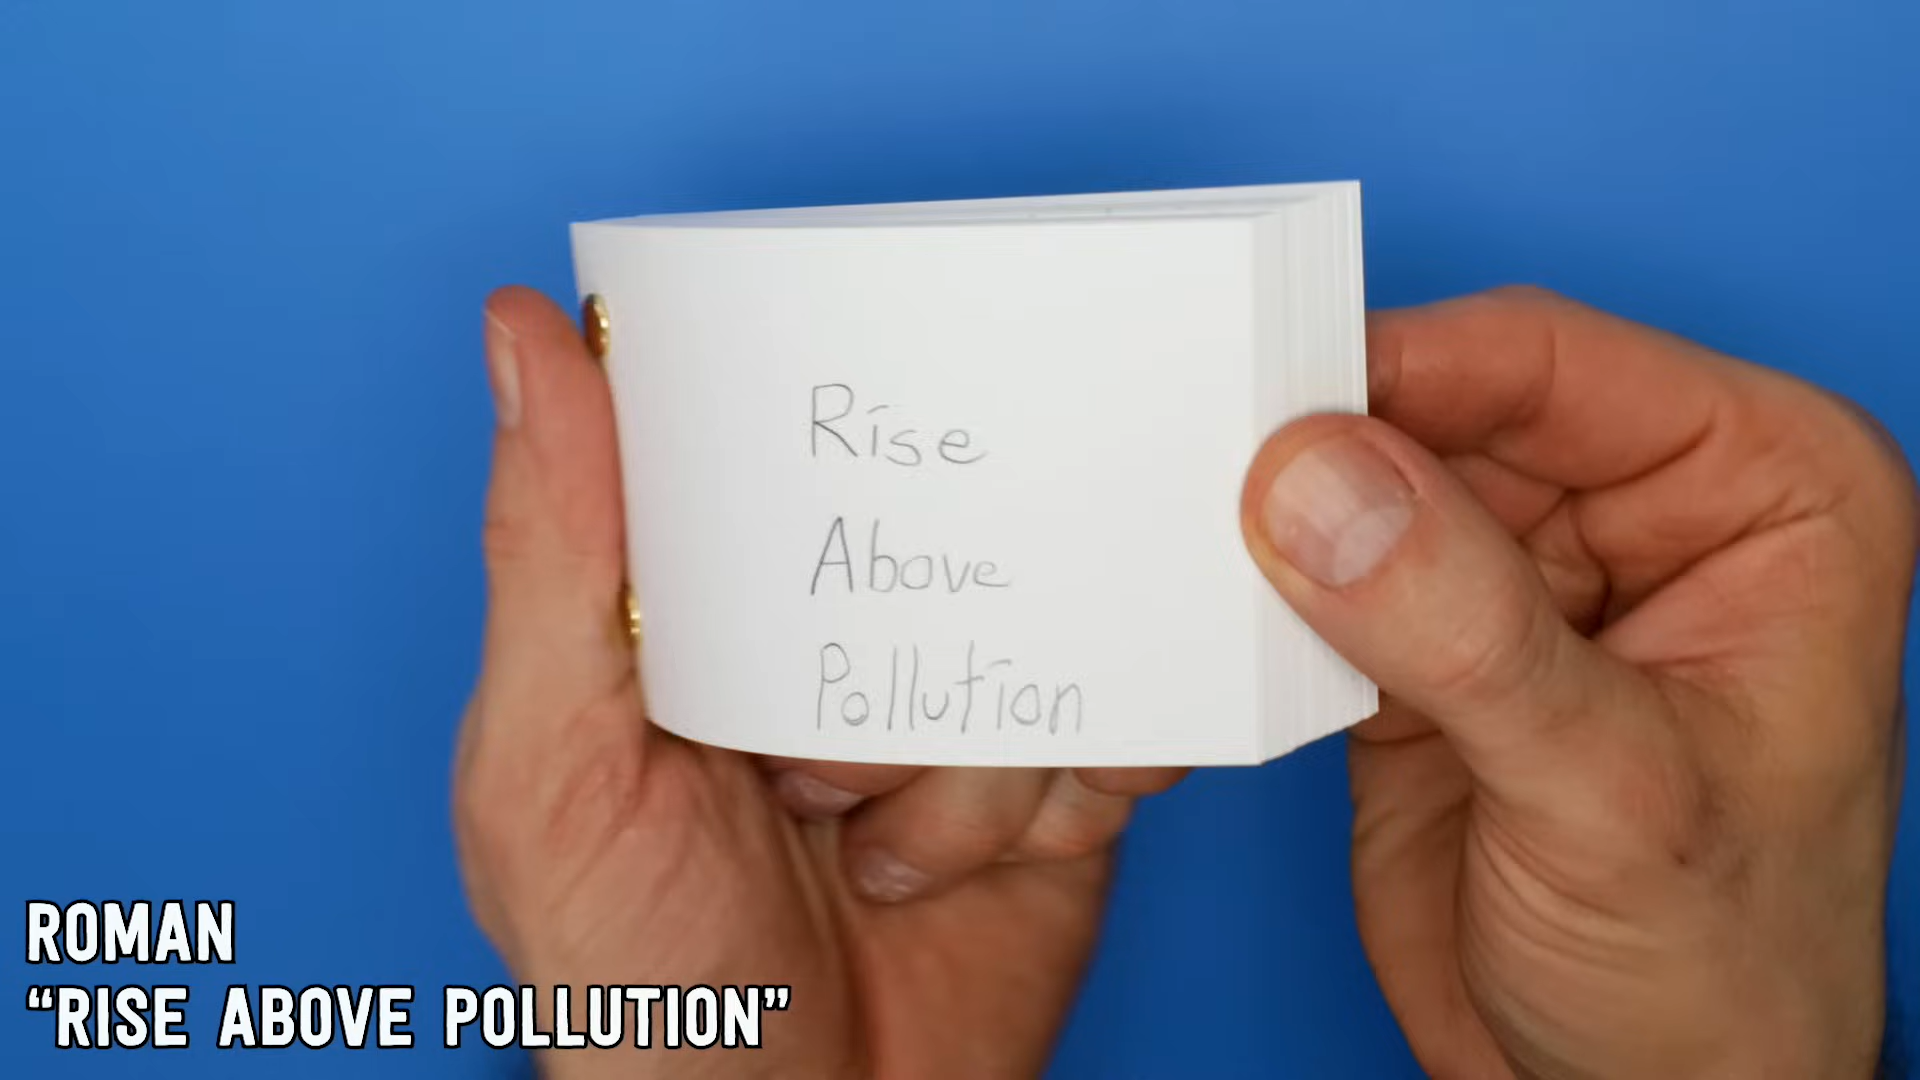 Rise
Above
Pollution
ROMAN
“RISE ABOVE POLLUTION”